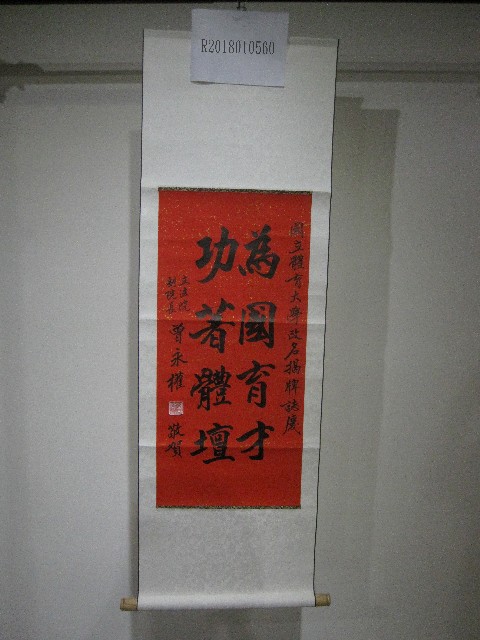 R2018010560
國立體育大學改名揭牌誌慶
為國育才
功著體壇
立法院
副院長
曾永權
敬賀